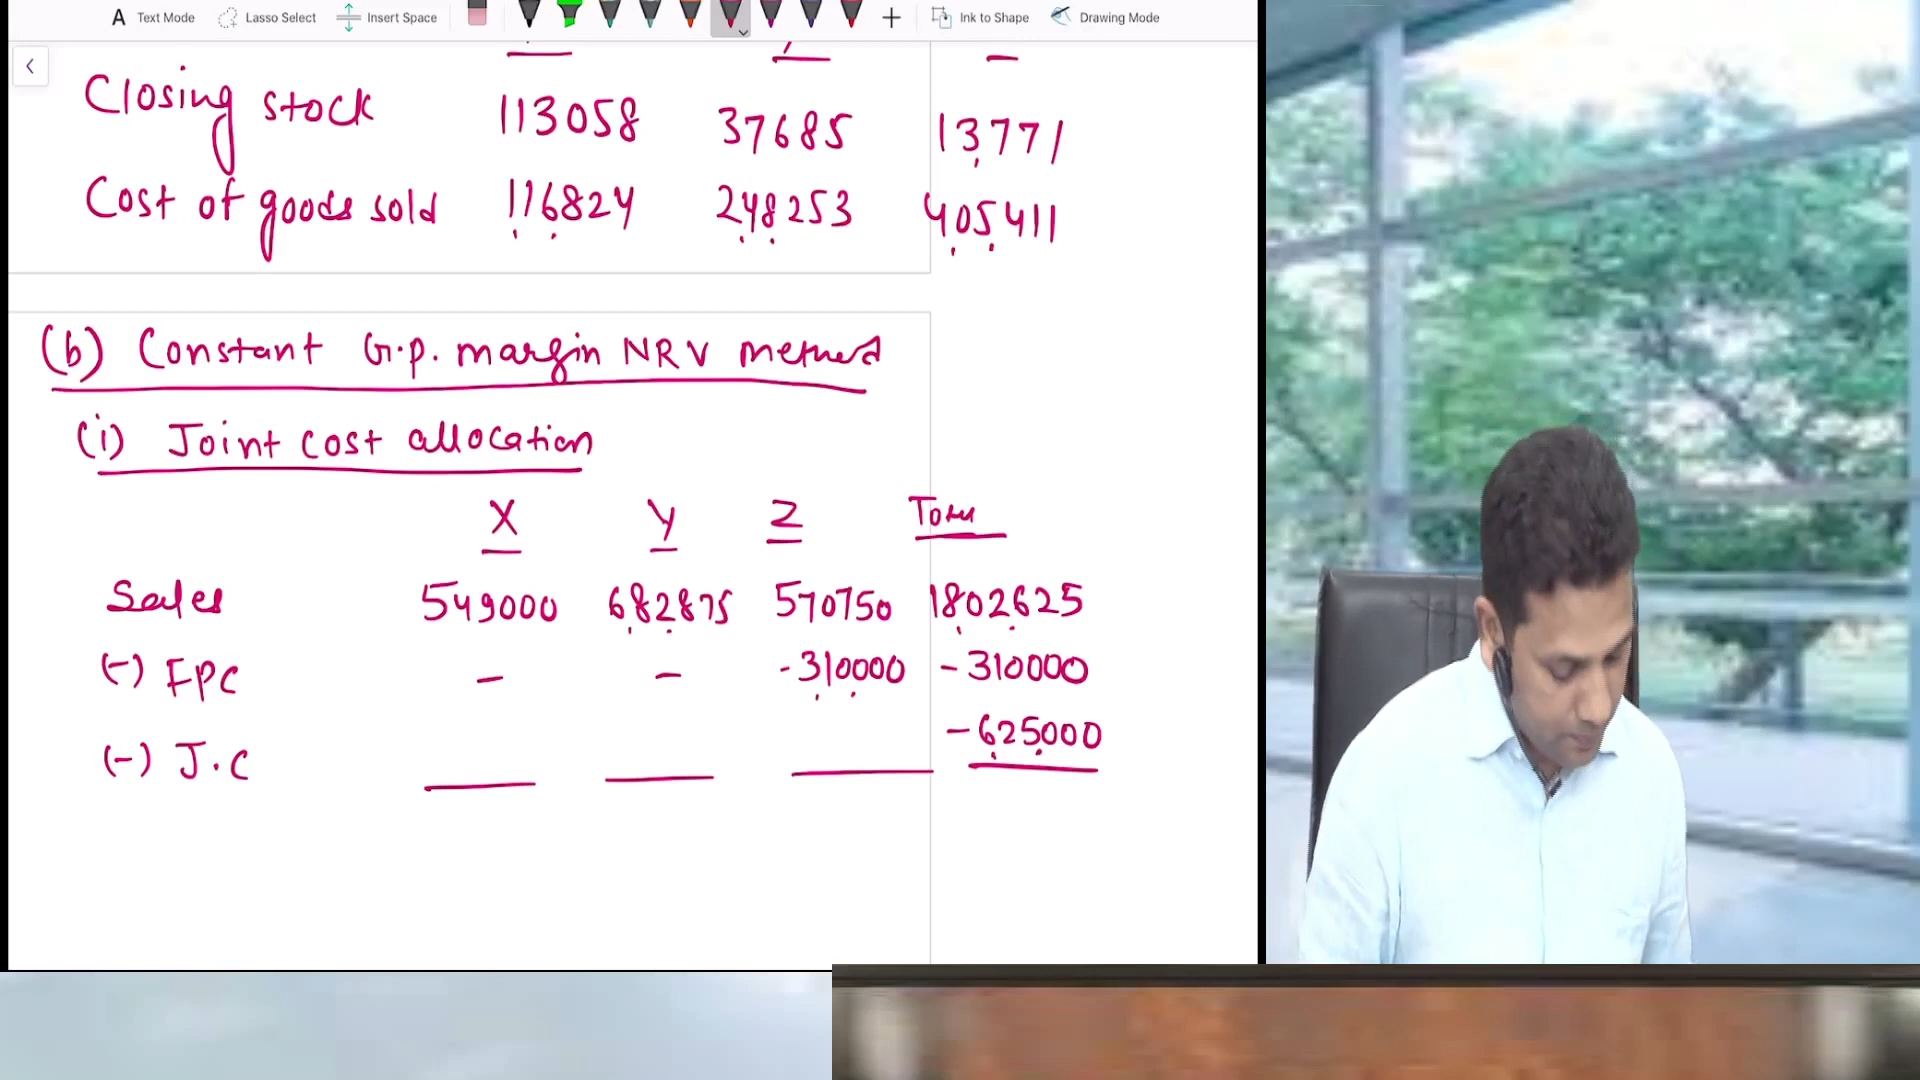 A Text Mode Lasso Select Insert Space + Ink to Shape Drawing Mode
Closing stock 113058 37685 13,771
Cost of goods sold 116824 248253 405411
(b) Constant G.P. margin NRV method
(i) Joint cost allocation
X Y Z Total
Sales 549000 682875 570750 1802625
(-) FPC - - -310000 -310000
(-) J.C -625000